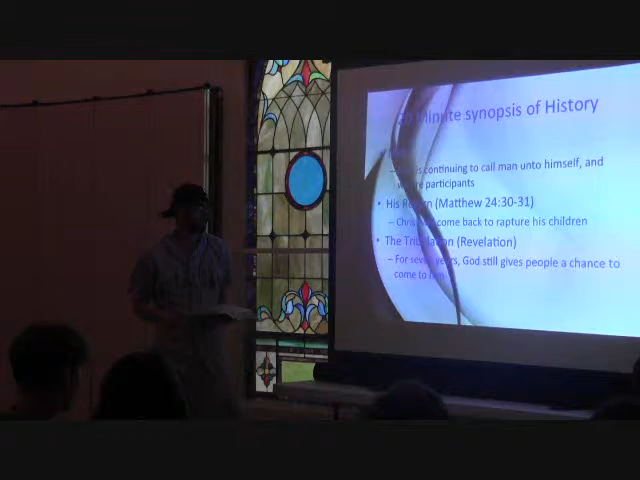 Minute synopsis of History
is continuing to call man unto himself, and
participants
• His Return (Matthew 24:30-31)
– Christ come back to rapture his children
• The Tribulation (Revelation)
– For seven years, God still gives people a chance to
come to him